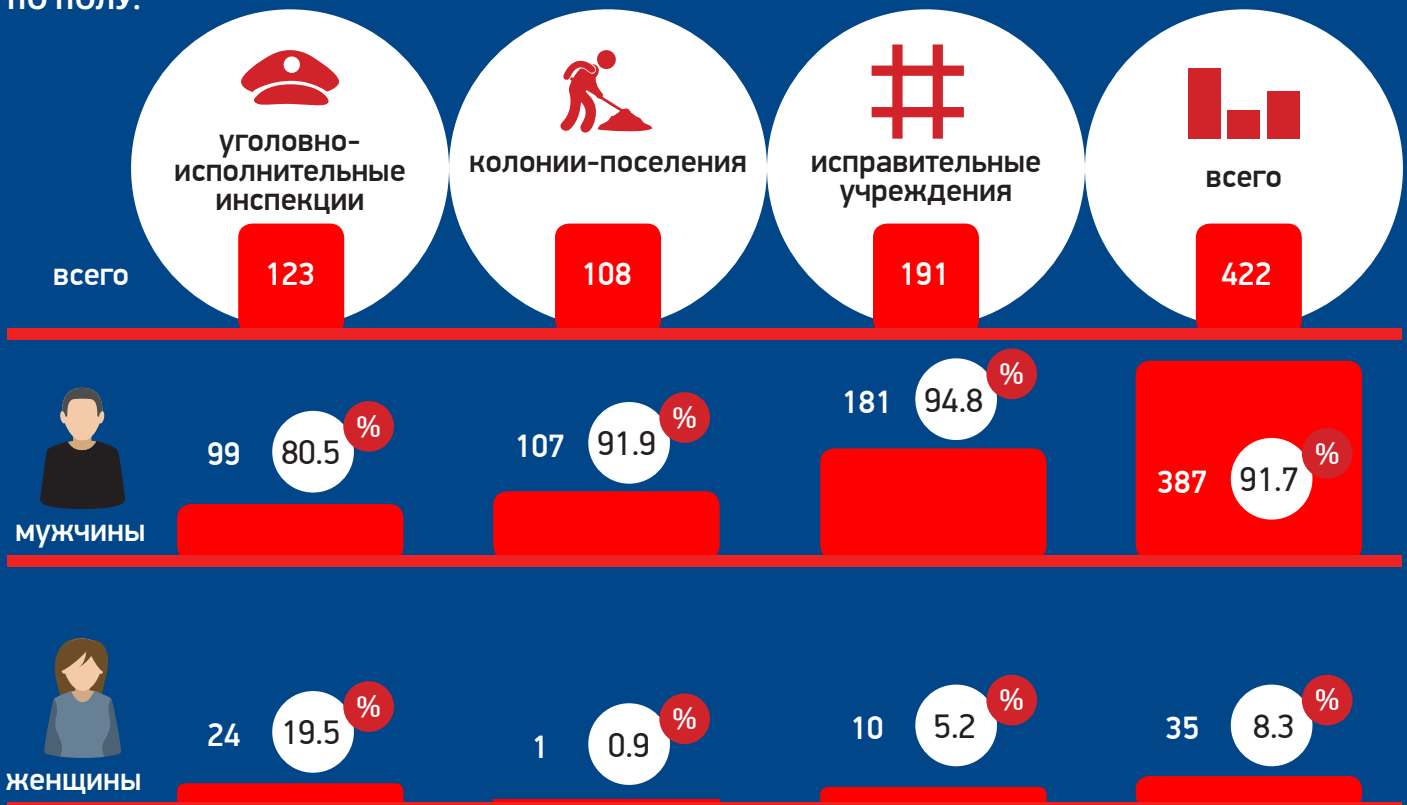 ПО ПОЛУ:
уголовно-
исполнительные
инспекции
колонии-поселения
исправительные
учреждения
всего
всего
123
108
191
422
мужчины
99
80.5
%
107
91.9
%
181
94.8
%
387
91.7
%
женщины
24
19.5
%
1
0.9
%
10
5.2
%
35
8.3
%